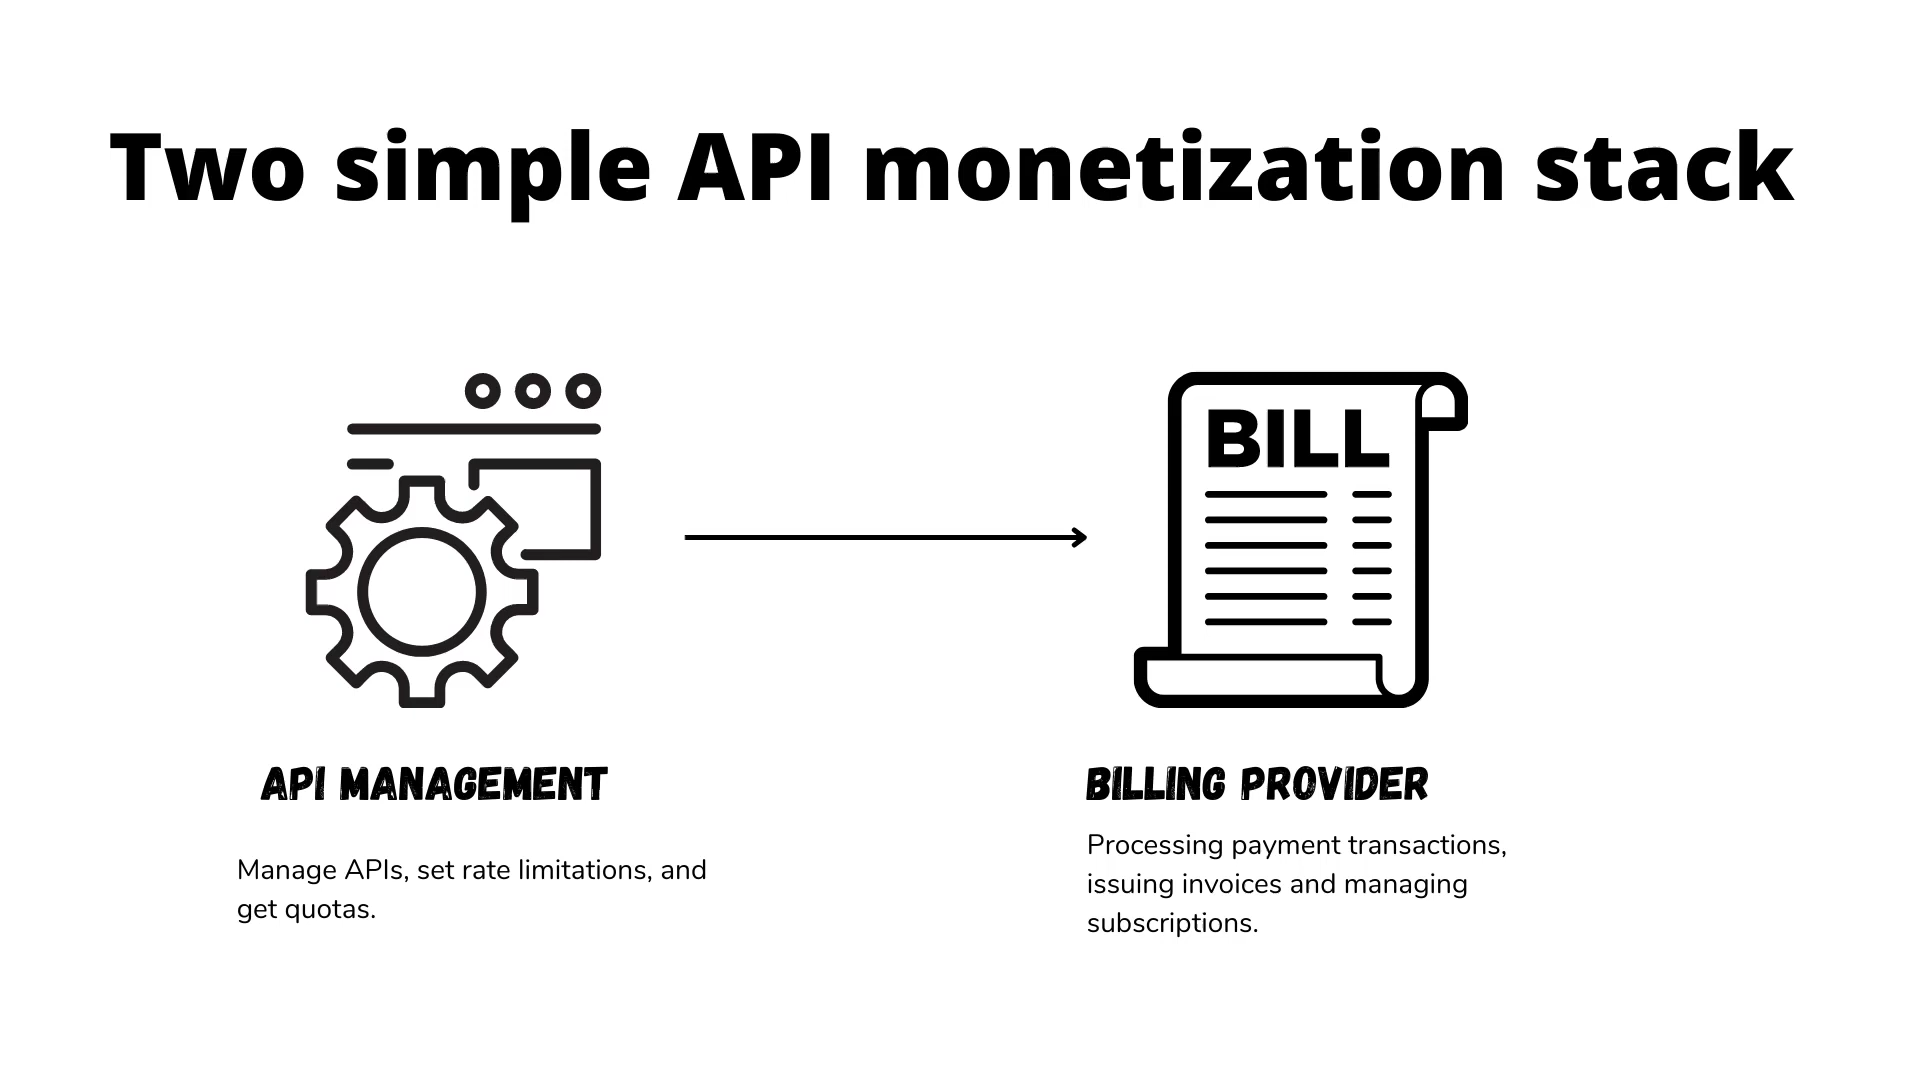 Two simple API monetization stack
BILL
API MANAGEMENT
Manage APIs, set rate limitations, and
get quotas.
BILLING PROVIDER
Processing payment transactions,
issuing invoices and managing
subscriptions.